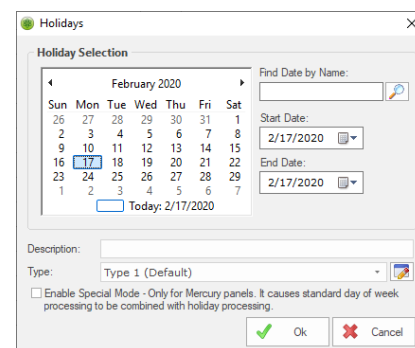 Holidays
Holiday Selection
February 2020
Sun Mon Tue Wed Thu Fri Sat
26 27 28 29 30 31 1
2 3 4 5 6 7 8
9 10 11 12 13 14 15
16 17 18 19 20 21 22
23 24 25 26 27 28 29
1 2 3 4 5 6 7
Today: 2/17/2020
Find Date by Name:
Start Date:
2/17/2020
End Date:
2/17/2020
Description:
Type: Type 1 (Default)
Enable Special Mode - Only for Mercury panels. It causes standard day of week
processing to be combined with holiday processing.
Ok Cancel